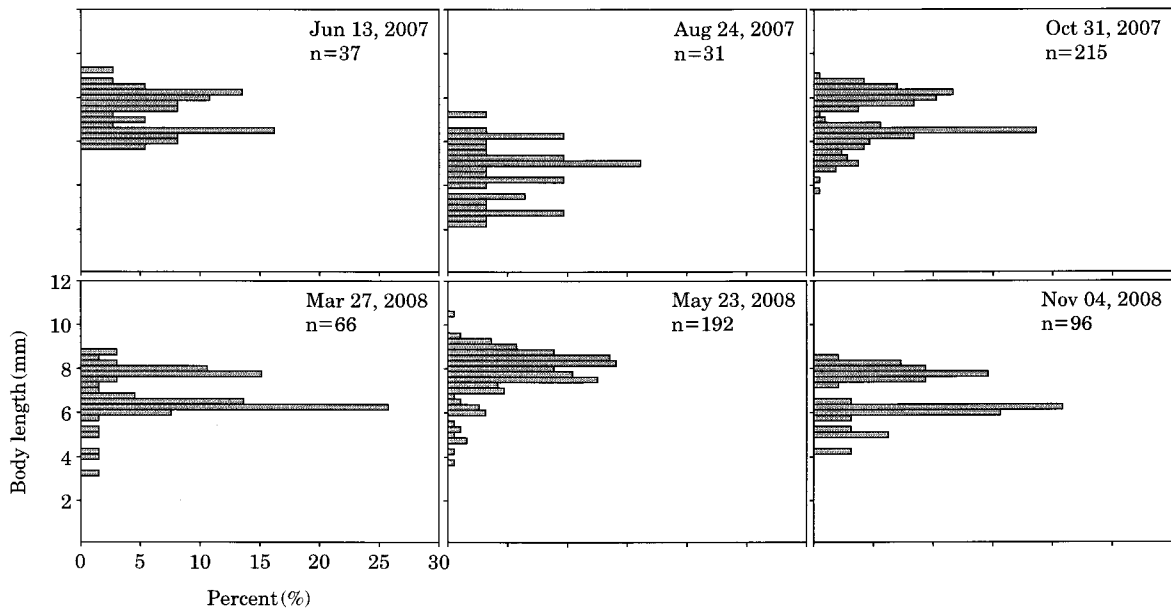 Jun 13, 2007
n=37
Aug 24, 2007
n=31
Oct 31, 2007
n=215
Mar 27, 2008
n=66
May 23, 2008
n=192
Nov 04, 2008
n=96
12
10
8
6
4
2
Body length (mm)
0 5 10 15 20 25 30
Percent (%)